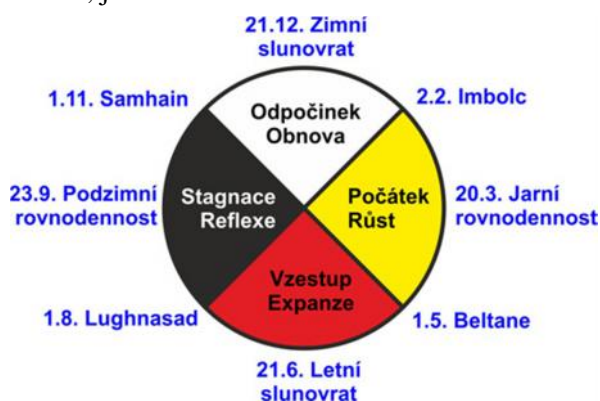 , j
21.12. Zimní
slunovrat
1.11. Samhain
2.2. Imbolc
Odpočinek
Obnova
23.9. Podzimní
rovnodennost
Stagnace
Reflexe
Počátek
Růst
20.3. Jarní
rovnodennost
Vzestup
Expanze
1.8. Lughnasad
1.5. Beltane
21.6. Letní
slunovrat